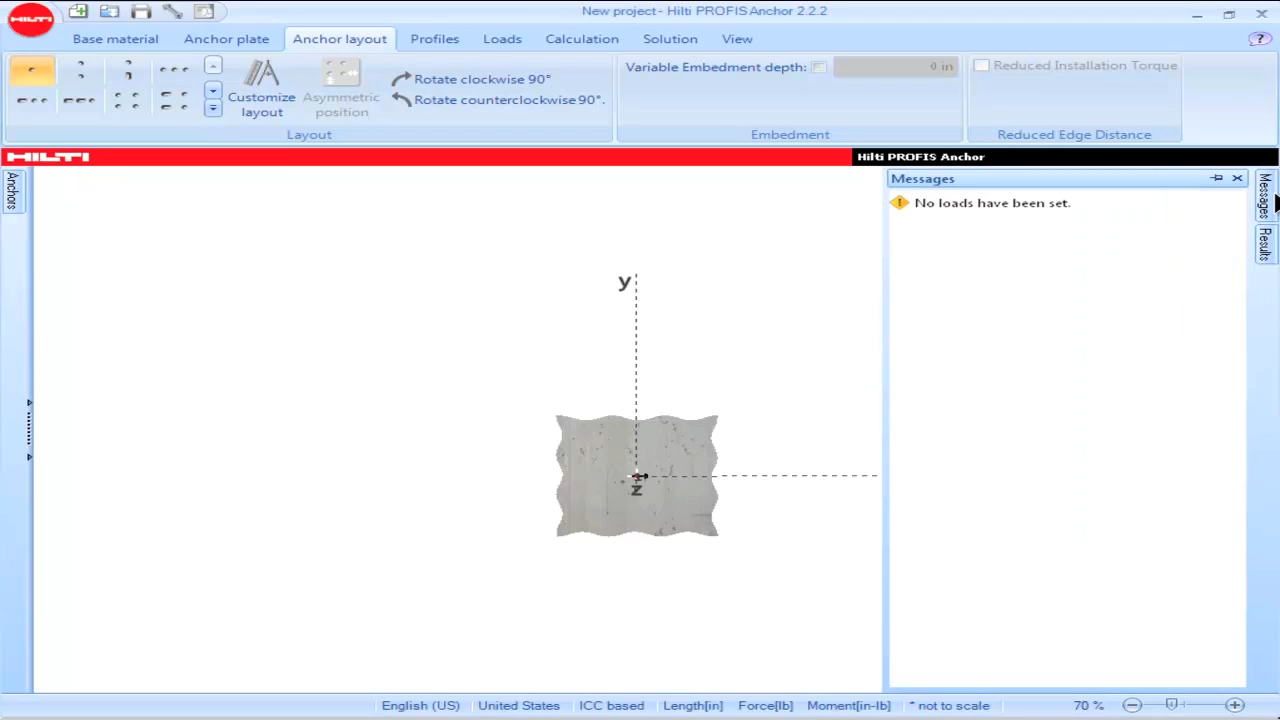 HILTI
New project - Hilti PROFIS Anchor 2.2.2
Base material
Anchor plate
Anchor layout
Profiles
Loads
Calculation
Solution
View
?
Customize layout
Asymmetric position
Rotate clockwise 90°
Rotate counterclockwise 90°.
Layout
Variable Embedment depth:
0 in
Embedment
Reduced Installation Torque
Reduced Edge Distance
HILTI
Hilti PROFIS Anchor
Anchors
Messages
No loads have been set.
Messages
Results
y
z
English (US)
United States
ICC based
Length[in]
Force[lb]
Moment[in-lb]
* not to scale
70 %